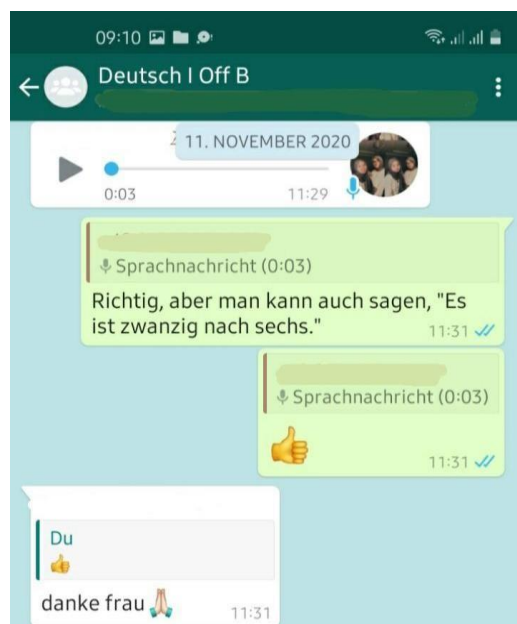 09:10
Deutsch I Off B
11. NOVEMBER 2020
0:03 11:29
Sprachnachricht (0:03)
Richtig, aber man kann auch sagen, "Es
ist zwanzig nach sechs."
11:31
Sprachnachricht (0:03)
👍
11:31
Du
👍
danke frau 🙏🏻
11:31